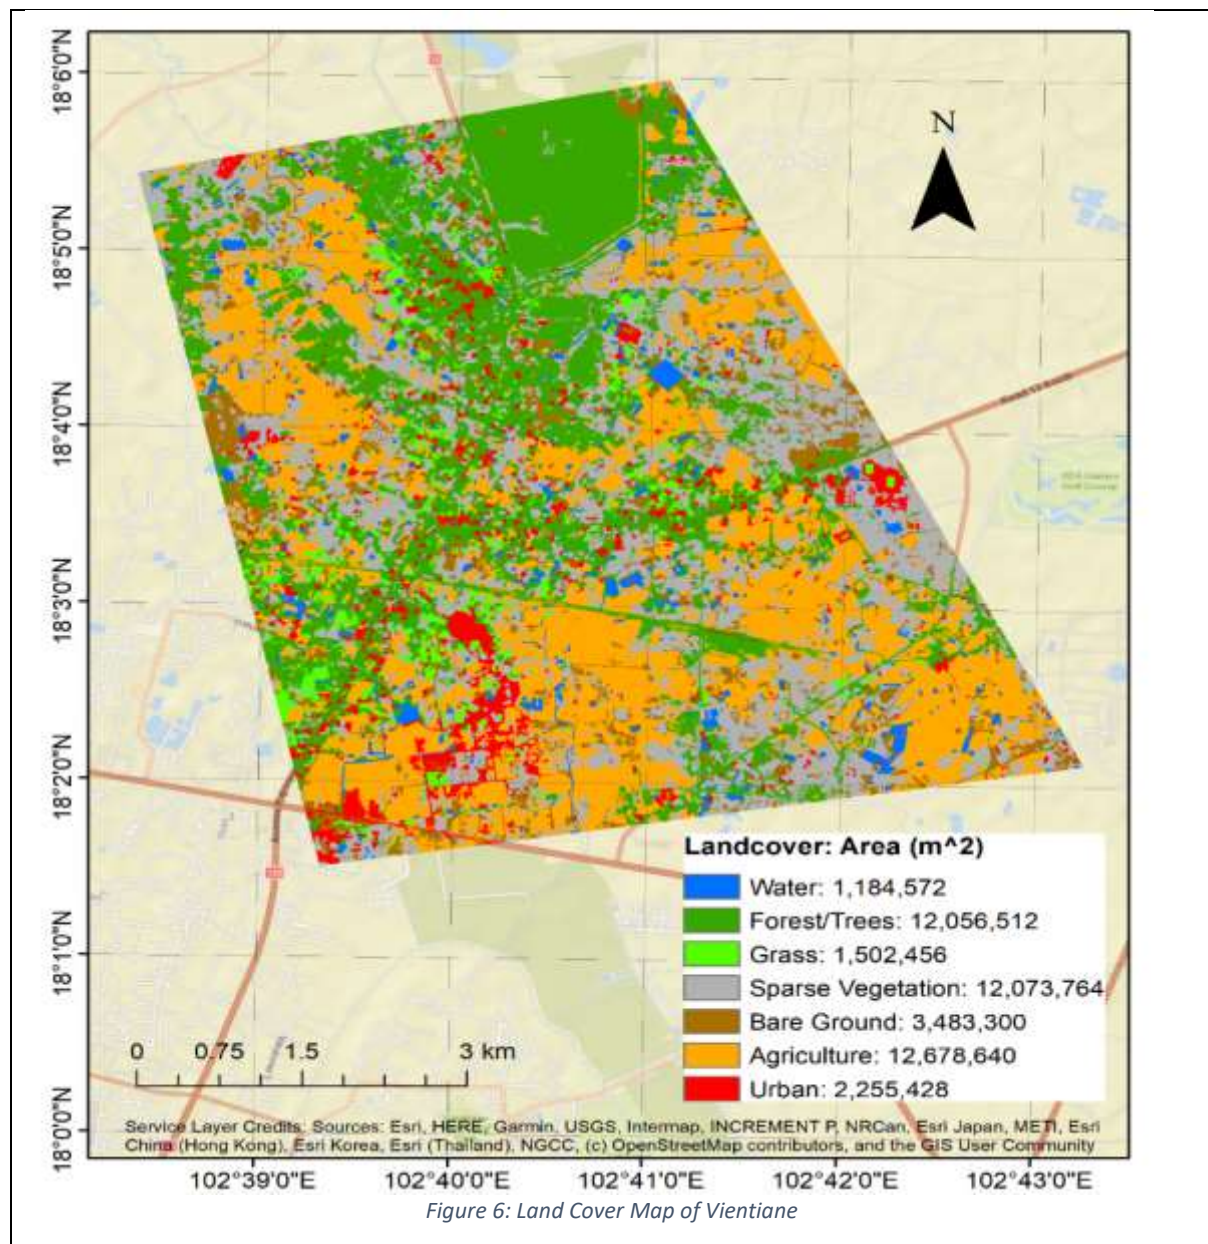 18°6'0"N
18°5'0"N
18°4'0"N
18°3'0"N
18°2'0"N
18°1'0"N
18°0'0"N
N
Road 13 South
Landcover: Area (m^2)
Water: 1,184,572
Forest/Trees: 12,056,512
Grass: 1,502,456
Sparse Vegetation: 12,073,764
Bare Ground: 3,483,300
Agriculture: 12,678,640
Urban: 2,255,428
0 0.75 1.5 3 km
Service Layer Credits: Sources: Esri, HERE, Garmin, USGS, Intermap, INCREMENT P, NRCan, Esri Japan, METI, Esri
China (Hong Kong), Esri Korea, Esri (Thailand), NGCC, (c) OpenStreetMap contributors, and the GIS User Community
102°39'0"E 102°40'0"E 102°41'0"E 102°42'0"E 102°43'0"E
Figure 6: Land Cover Map of Vientiane